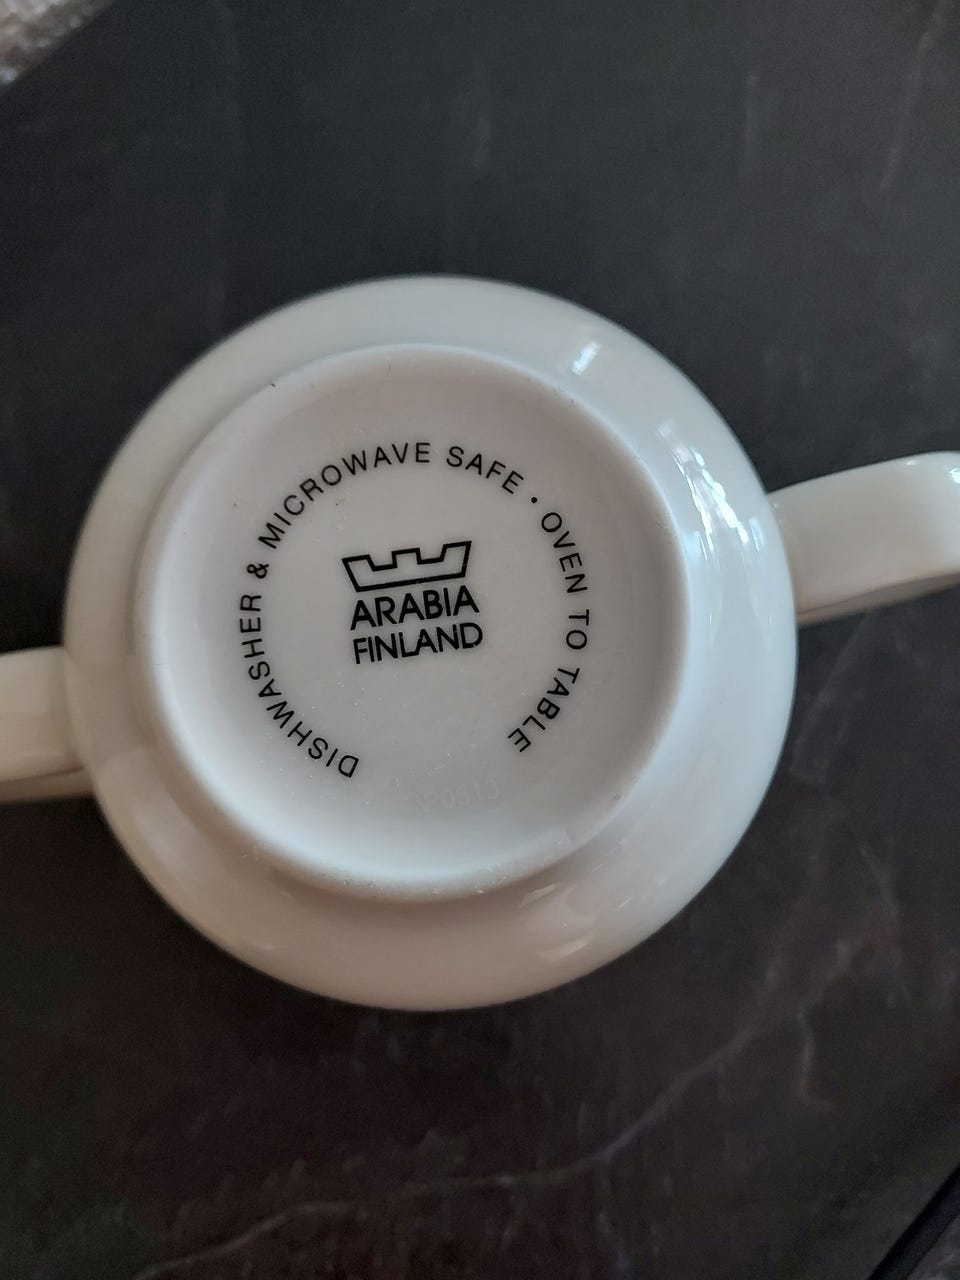 DISHWASHER & MICROWAVE SAFE • OVEN TO TABLE
ARABIA
FINLAND